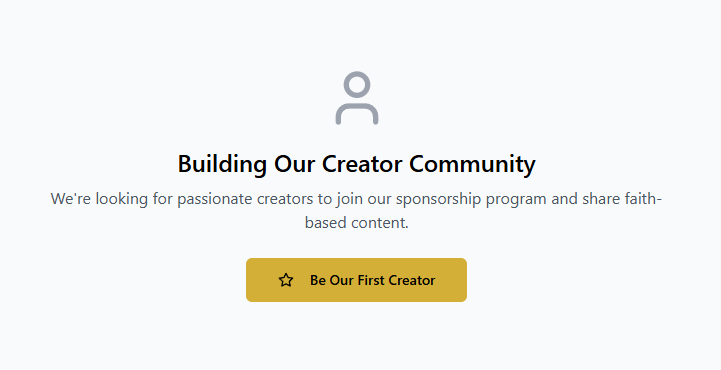 Building Our Creator Community
We're looking for passionate creators to join our sponsorship program and share faith-
based content.
Be Our First Creator